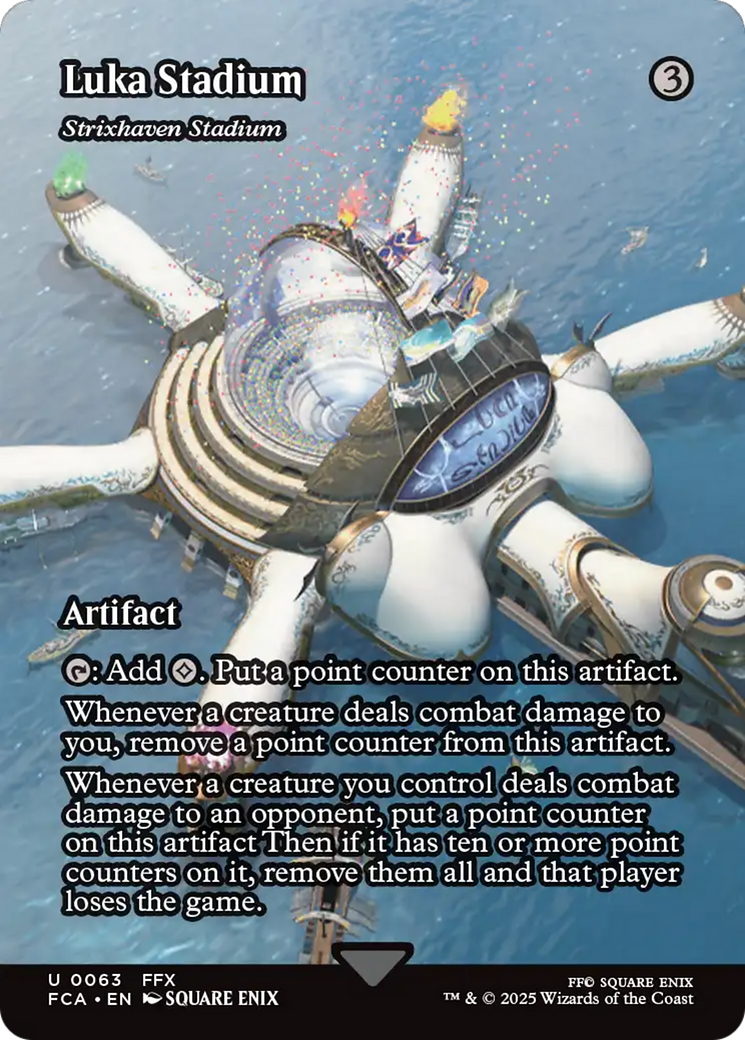 Luka Stadium
3
Strixhaven Stadium
Artifact
: Add . Put a point counter on this artifact.
Whenever a creature deals combat damage to
you, remove a point counter from this artifact.
Whenever a creature you control deals combat
damage to an opponent, put a point counter
on this artifact Then if it has ten or more point
counters on it, remove them all and that player
loses the game.
U 0063 FFX
FCA • EN SQUARE ENIX
FF© SQUARE ENIX
™ & © 2025 Wizards of the Coast